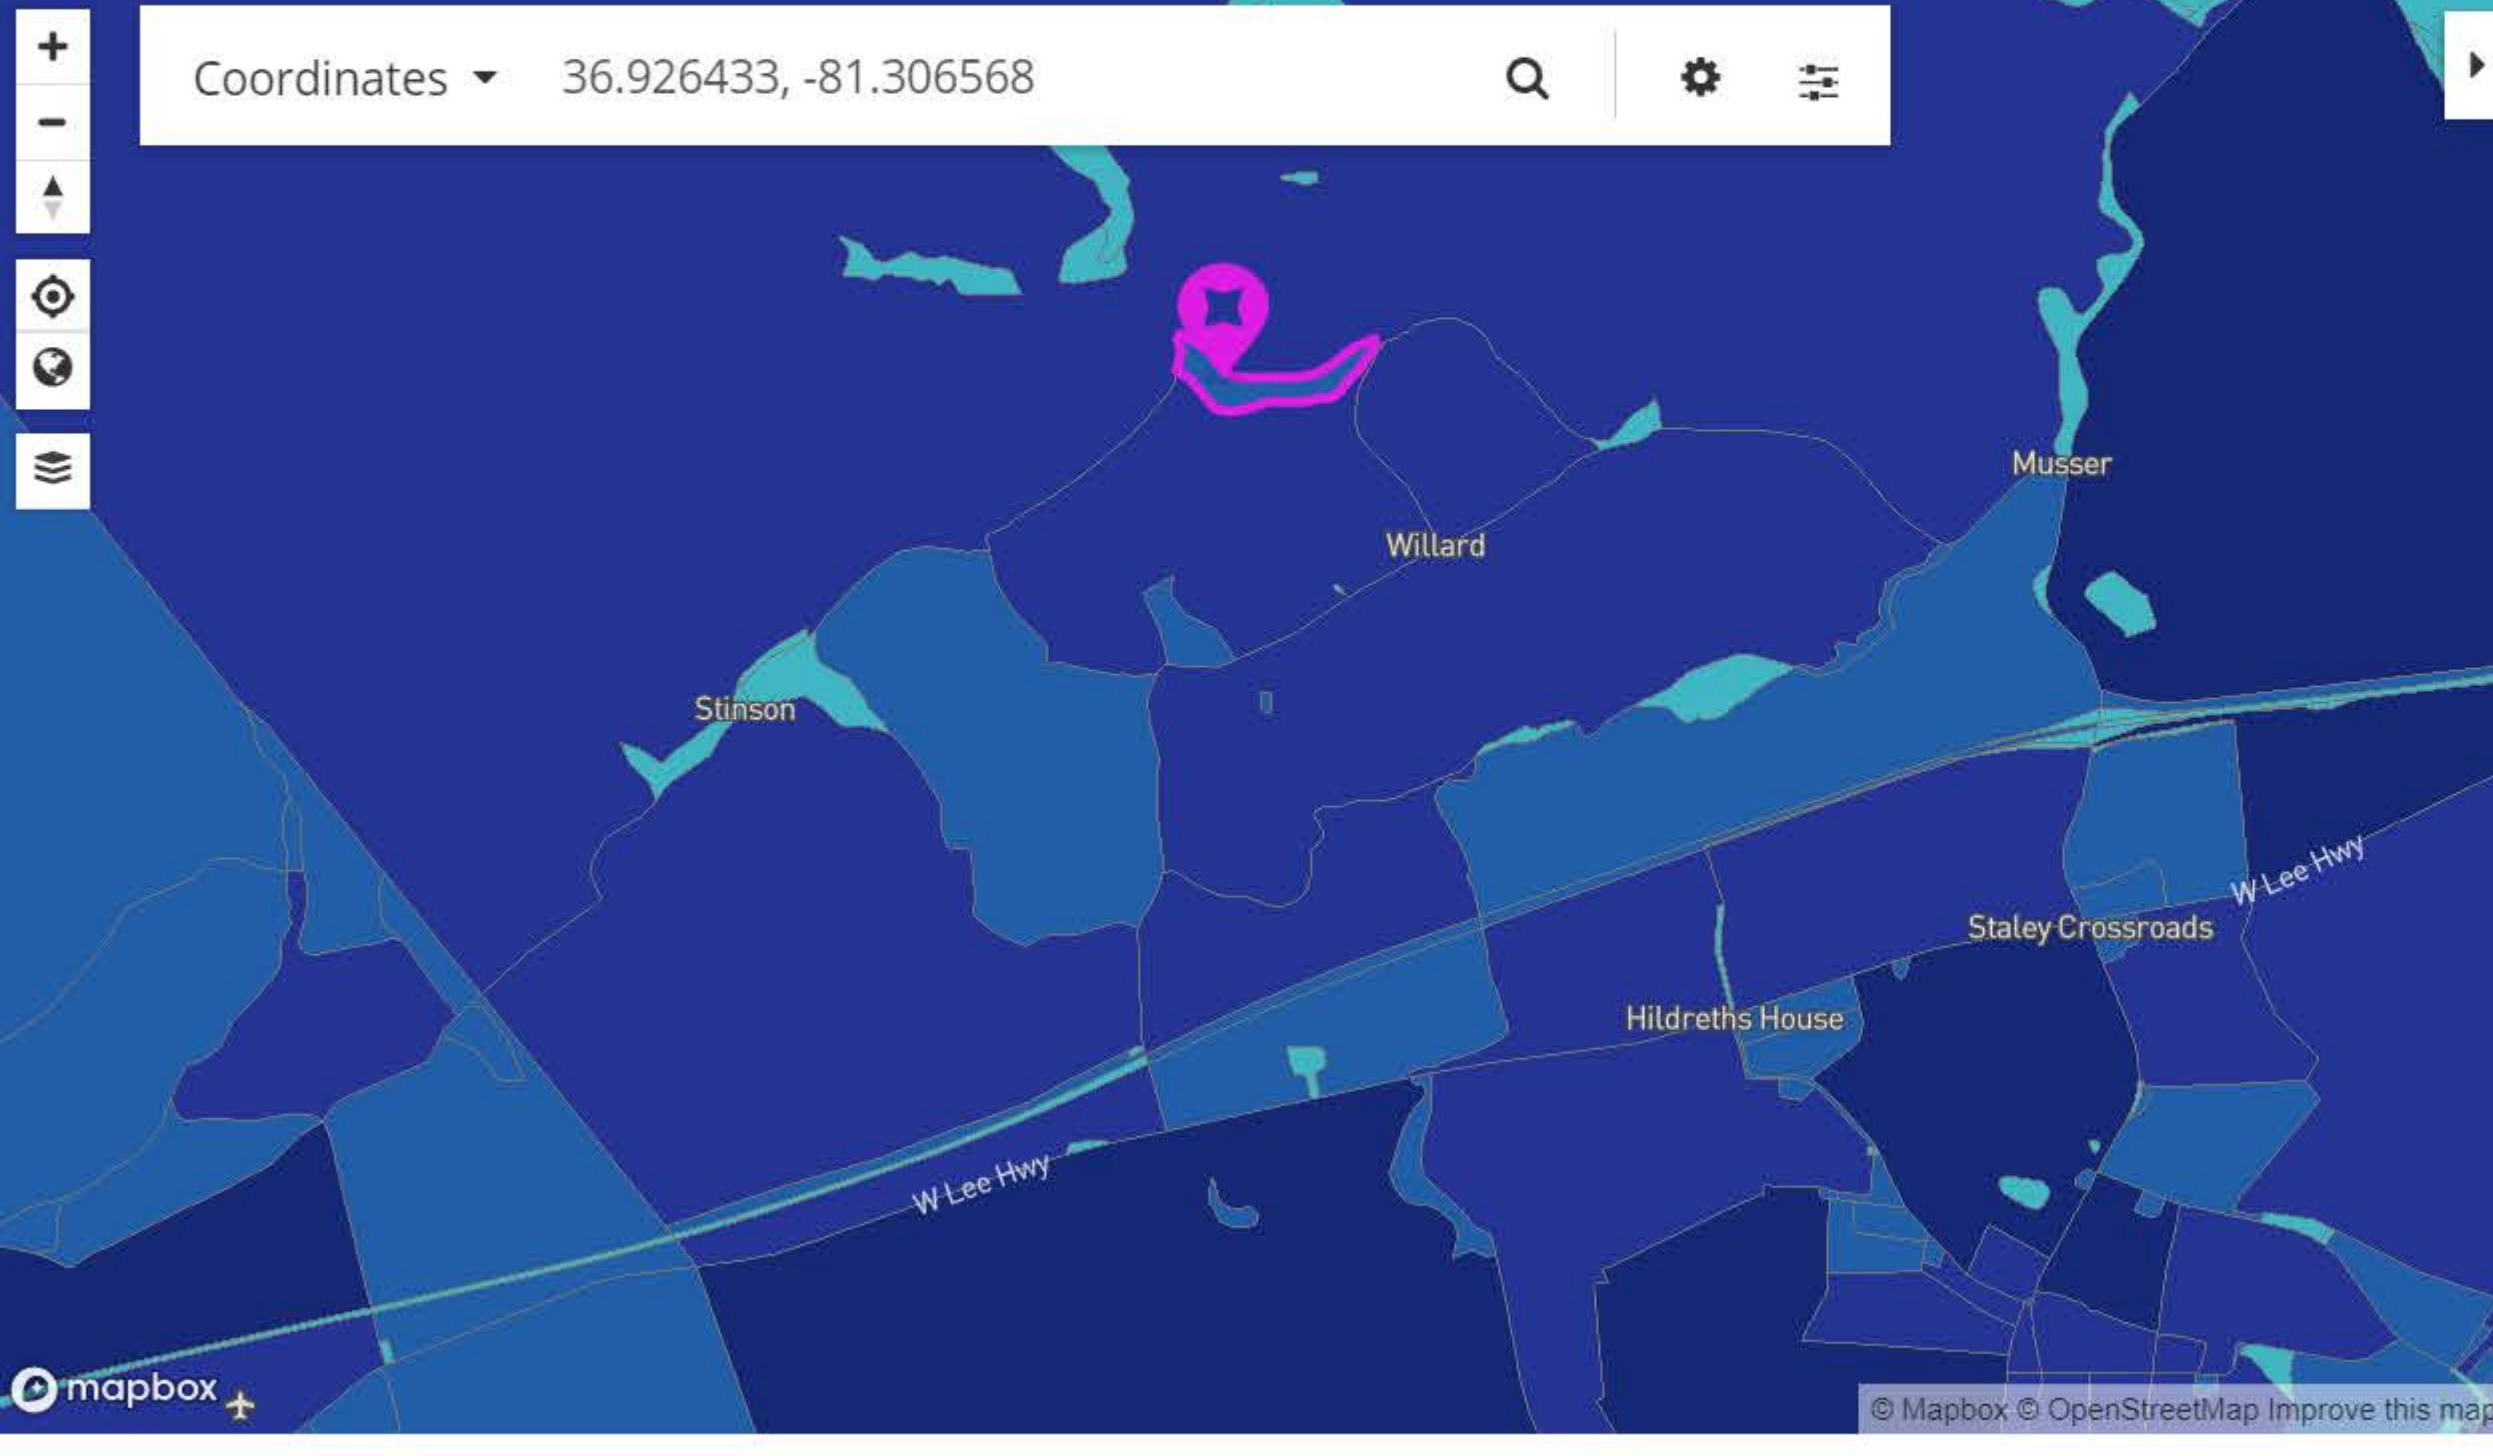 Coordinates 36.926433, -81.306568
Musser
Willard
Stinson
W Lee Hwy
Staley Crossroads
Hildreths House
W Lee Hwy
mapbox
© Mapbox © OpenStreetMap Improve this map